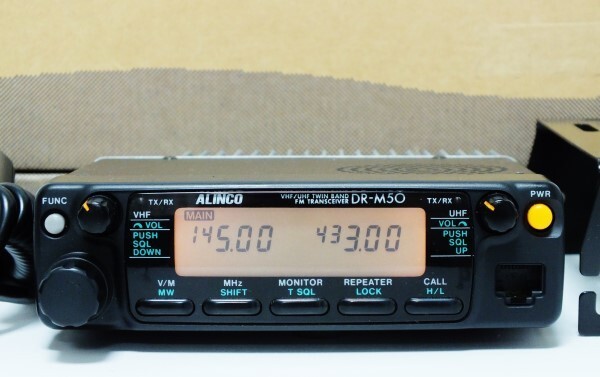 FUNC
TX/RX
ALINCO
VHF/UHF TWIN BAND
FM TRANSCEIVER
DR-M50
TX/RX
PWR
VHF
VOL
PUSH
SQL
DOWN
MAIN
145.00
433.00
UHF
VOL
PUSH
SQL
UP
V/M
MW
MHz
SHIFT
MONITOR
T SQL
REPEATER
LOCK
CALL
H/L